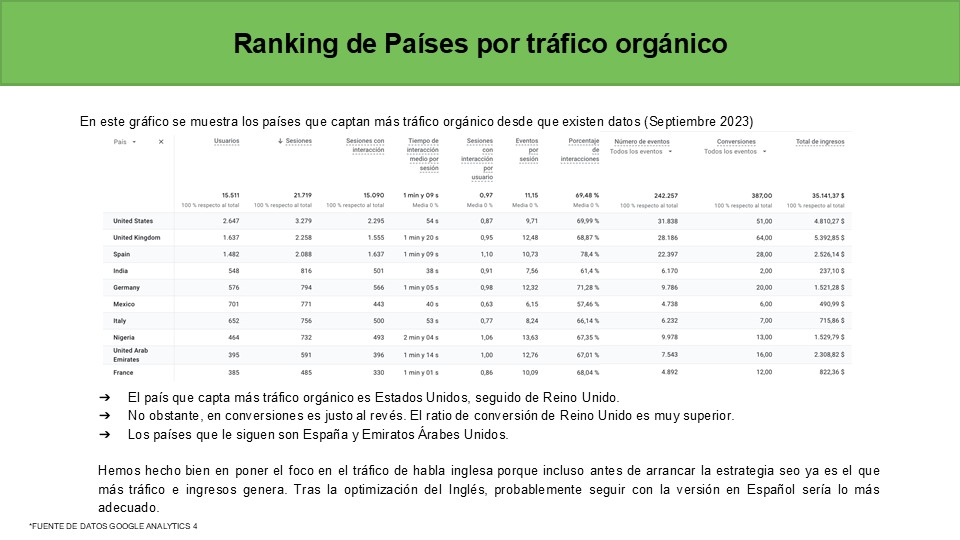 Ranking de Países por tráfico orgánico
En este gráfico se muestra los países que captan más tráfico orgánico desde que existen datos (Septiembre 2023)
País ▾ ✕ Usuarios ↓ Sesiones Sesiones con interacción Tiempo de interacción medio por sesión Sesiones con interacción por usuario Eventos por sesión Porcentaje de interacciones Número de eventos Todos los eventos ▾ Conversiones Todos los eventos ▾ Total de ingresos
15.511 21.719 15.090 1 min y 09 s 0,97 11,15 69,48 % 242.257 387,00 35.141,37 $
100 % respecto al total 100 % respecto al total 100 % respecto al total Media 0 % Media 0 % Media 0 % Media 0 % 100 % respecto al total 100 % respecto al total 100 % respecto al total
United States 2.647 3.279 2.295 54 s 0,87 9,71 69,99 % 31.838 51,00 4.810,27 $
United Kingdom 1.637 2.258 1.555 1 min y 20 s 0,95 12,48 68,87 % 28.186 64,00 5.392,85 $
Spain 1.482 2.088 1.637 1 min y 09 s 1,10 10,73 78,4 % 22.397 28,00 2.526,14 $
India 548 816 501 38 s 0,91 7,56 61,4 % 6.170 2,00 237,10 $
Germany 576 794 566 1 min y 05 s 0,98 12,32 71,28 % 9.786 20,00 1.521,28 $
Mexico 701 771 443 40 s 0,63 6,15 57,46 % 4.738 6,00 490,99 $
Italy 652 756 500 53 s 0,77 8,24 66,14 % 6.232 7,00 715,86 $
Nigeria 464 732 493 2 min y 04 s 1,06 13,63 67,35 % 9.978 13,00 1.529,79 $
United Arab Emirates 395 591 396 1 min y 14 s 1,00 12,76 67,01 % 7.543 16,00 2.308,82 $
France 385 485 330 1 min y 01 s 0,86 10,09 68,04 % 4.892 12,00 822,36 $
➔ El país que capta más tráfico orgánico es Estados Unidos, seguido de Reino Unido.
➔ No obstante, en conversiones es justo al revés. El ratio de conversión de Reino Unido es muy superior.
➔ Los países que le siguen son España y Emiratos Árabes Unidos.
Hemos hecho bien en poner el foco en el tráfico de habla inglesa porque incluso antes de arrancar la estrategia seo ya es el que
más tráfico e ingresos genera. Tras la optimización del Inglés, probablemente seguir con la versión en Español sería lo más
adecuado.
*FUENTE DE DATOS GOOGLE ANALYTICS 4